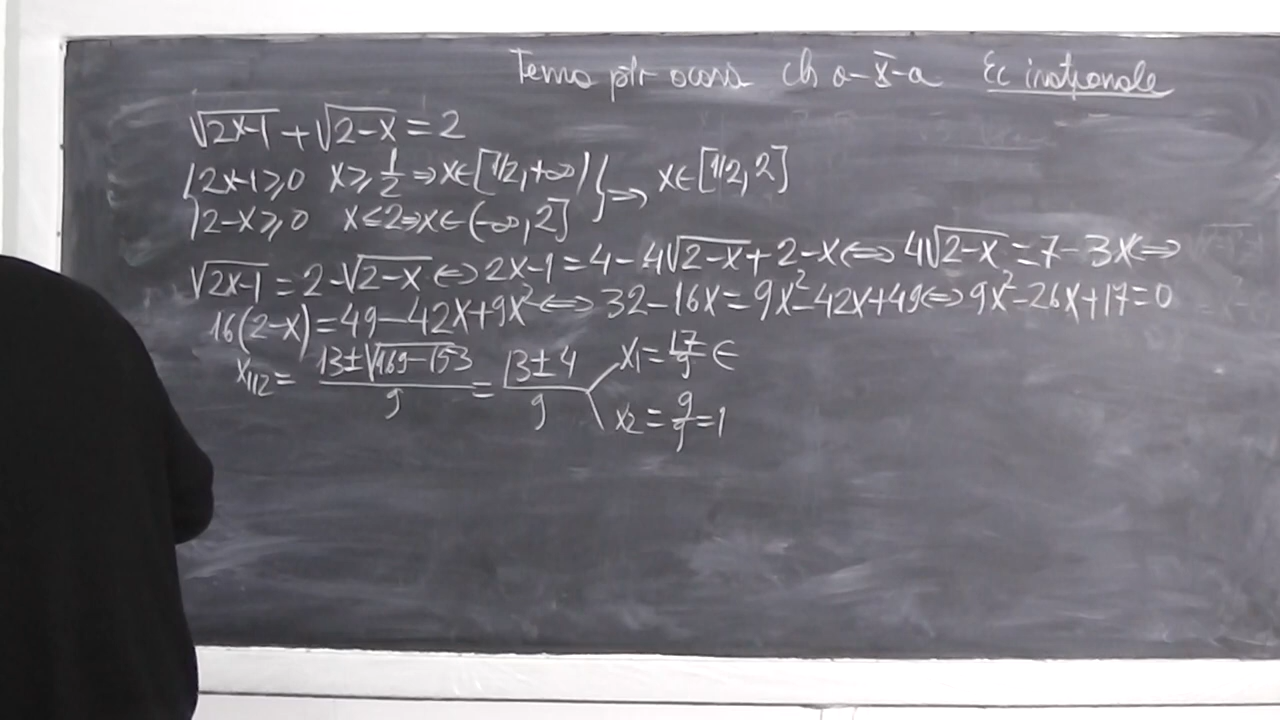 Temă ptr acasă cls a-X-a Ec iraționale
√2x-1 + √2-x = 2
{ 2x-1≥0 x≥ 1/2 ⇒ x∈[1/2, +∞) } ⇒ x∈[1/2, 2]
2-x≥0 x≤2 ⇒ x∈(-∞, 2]
√2x-1 = 2-√2-x ⇔ 2x-1 = 4-4√2-x + 2-x ⇔ 4√2-x = 7-3x ⇔
16(2-x) = 49-42x+9x² ⇔ 32-16x = 9x²-42x+49 ⇔ 9x²-26x+17=0
x1,2 = 13±√169-153 / 9 = 13±4 / 9 x1 = 17/9 ∈
x2 = 9/9 = 1